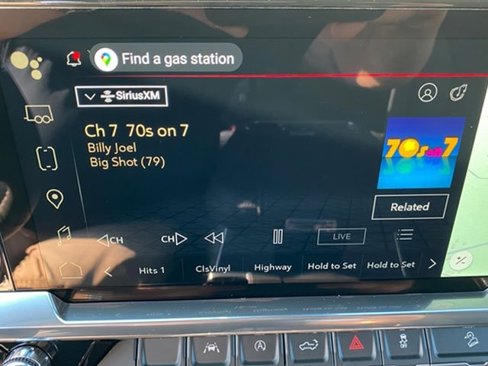 Find a gas station
SiriusXM
Ch 7 70s on 7
Billy Joel
Big Shot (79)
70s on 7
Related
CH CH LIVE
Hits 1 ClsVinyl Highway Hold to Set Hold to Set